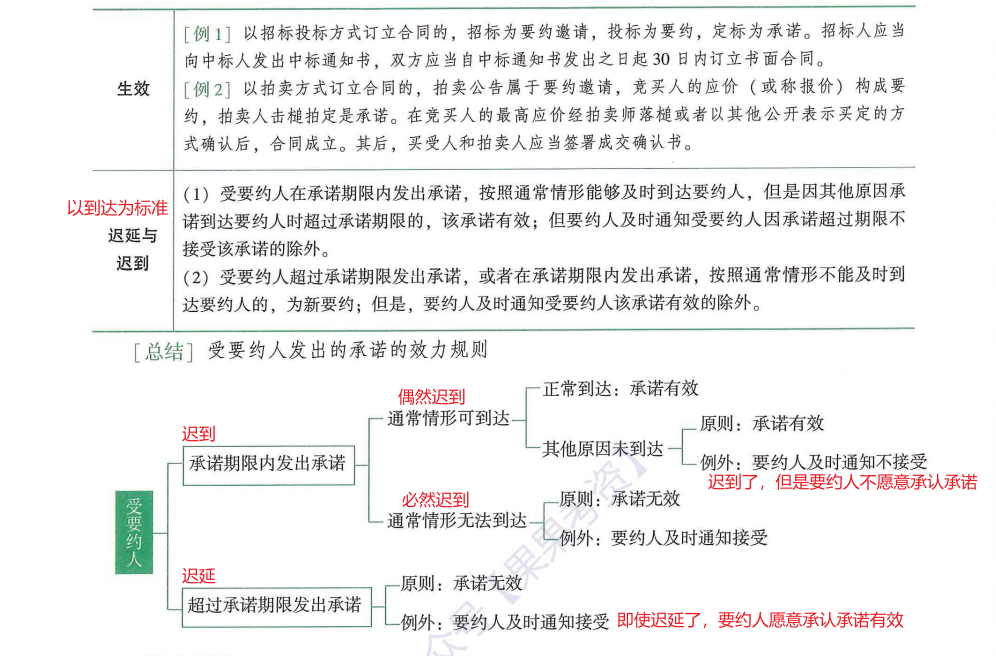 [例1] 以招标投标方式订立合同的，招标为要约邀请，投标为要约，定标为承诺。招标人应当
向中标人发出中标通知书，双方应当自中标通知书发出之日起 30 日内订立书面合同。
生效
[例2] 以拍卖方式订立合同的，拍卖公告属于要约邀请，竞买人的应价（或称报价）构成要
约，拍卖人击槌拍定是承诺。在竞买人的最高应价经拍卖师落槌或者以其他公开表示买定的方
式确认后，合同成立。其后，买受人和拍卖人应当签署成交确认书。
以到达为标准
迟延与
迟到
（1）受要约人在承诺期限内发出承诺，按照通常情形能够及时到达要约人，但是因其他原因承
诺到达要约人时超过承诺期限的，该承诺有效；但要约人及时通知受要约人因承诺超过期限不
接受该承诺的除外。
（2）受要约人超过承诺期限发出承诺，或者在承诺期限内发出承诺，按照通常情形不能及时到
达要约人的，为新要约；但是，要约人及时通知受要约人该承诺有效的除外。
[总结] 受要约人发出的承诺的效力规则
受要约人
迟到
承诺期限内发出承诺
偶然迟到
通常情形可到达
正常到达：承诺有效
其他原因未到达
原则：承诺有效
例外：要约人及时通知不接受
迟到了，但是要约人不愿意承认承诺
必然迟到
通常情形无法到达
原则：承诺无效
例外：要约人及时通知接受
迟延
超过承诺期限发出承诺
原则：承诺无效
例外：要约人及时通知接受
即使迟延了，要约人愿意承认承诺有效
众号【果果考资】